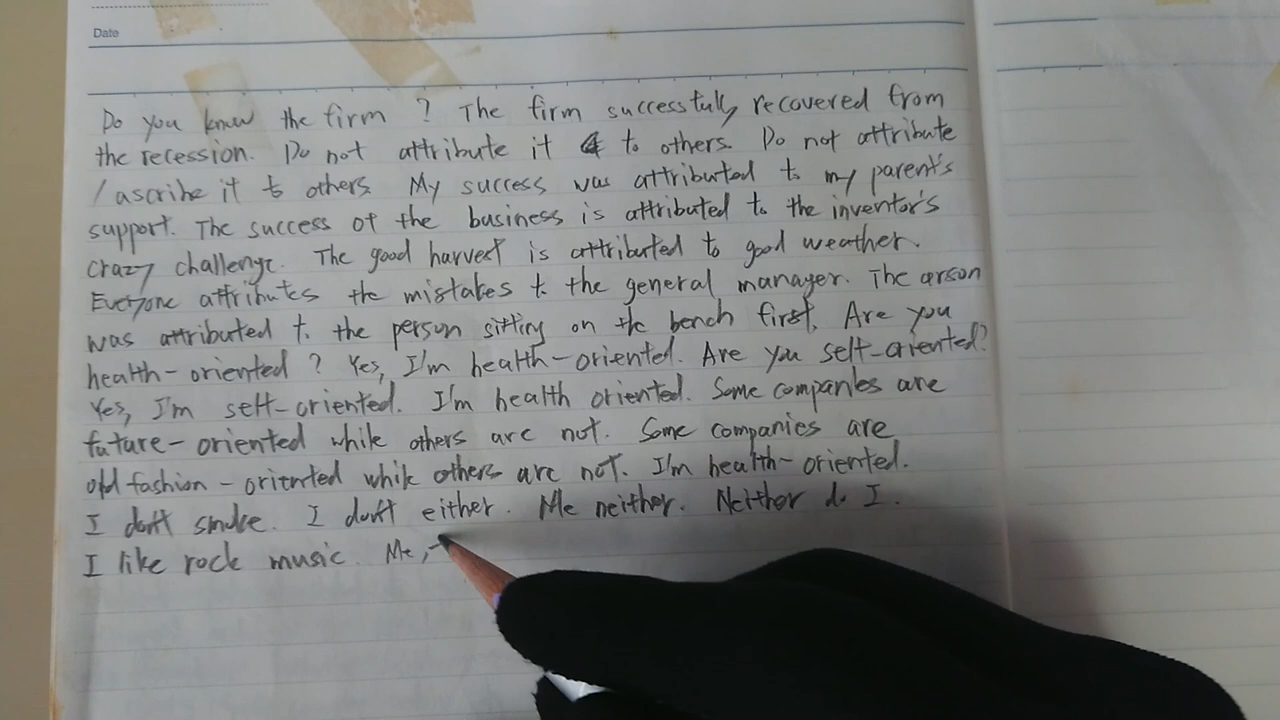 Date
Do you know the firm ? The firm successfully recovered from
the recession. Do not attribute it to others. Do not attribute
/ ascribe it to others. My success was attributed to my parent's
support. The success of the business is attributed to the inventor's
crazy challenge. The good harvest is attributed to good weather.
Everyone attributes the mistakes to the general manager. The arson
was attributed to the person sitting on the bench first. Are you
health-oriented ? Yes, I'm health-oriented. Are you self-oriented?
Yes, I'm self-oriented. I'm health oriented. Some companies are
future-oriented while others are not. Some companies are
old fashion-oriented while others are not. I'm health-oriented.
I don't smoke. I don't either. Me neither. Neither do I.
I like rock music. Me,